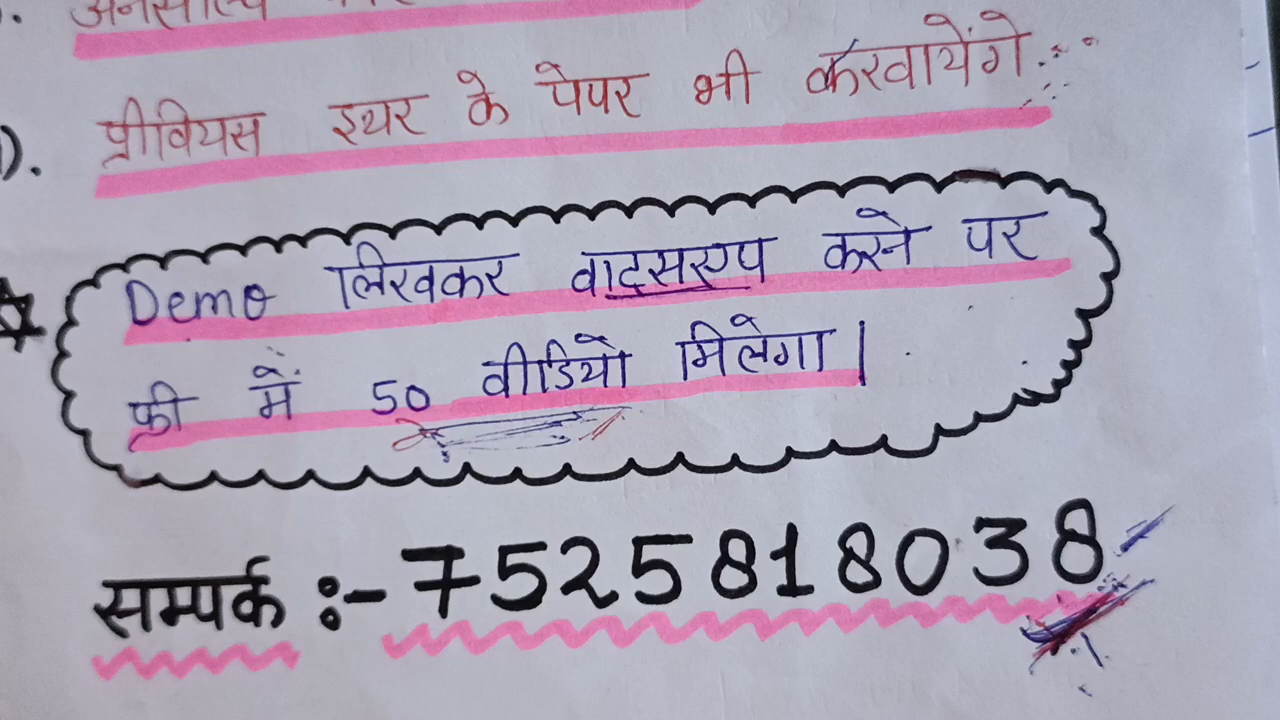 प्रीवियस इयर के पेपर भी करवायेंगे
Demo लिखकर वाट्सएप करने पर
फ्री में 50 वीडियो मिलेगा।
सम्पर्क :- 7525818038